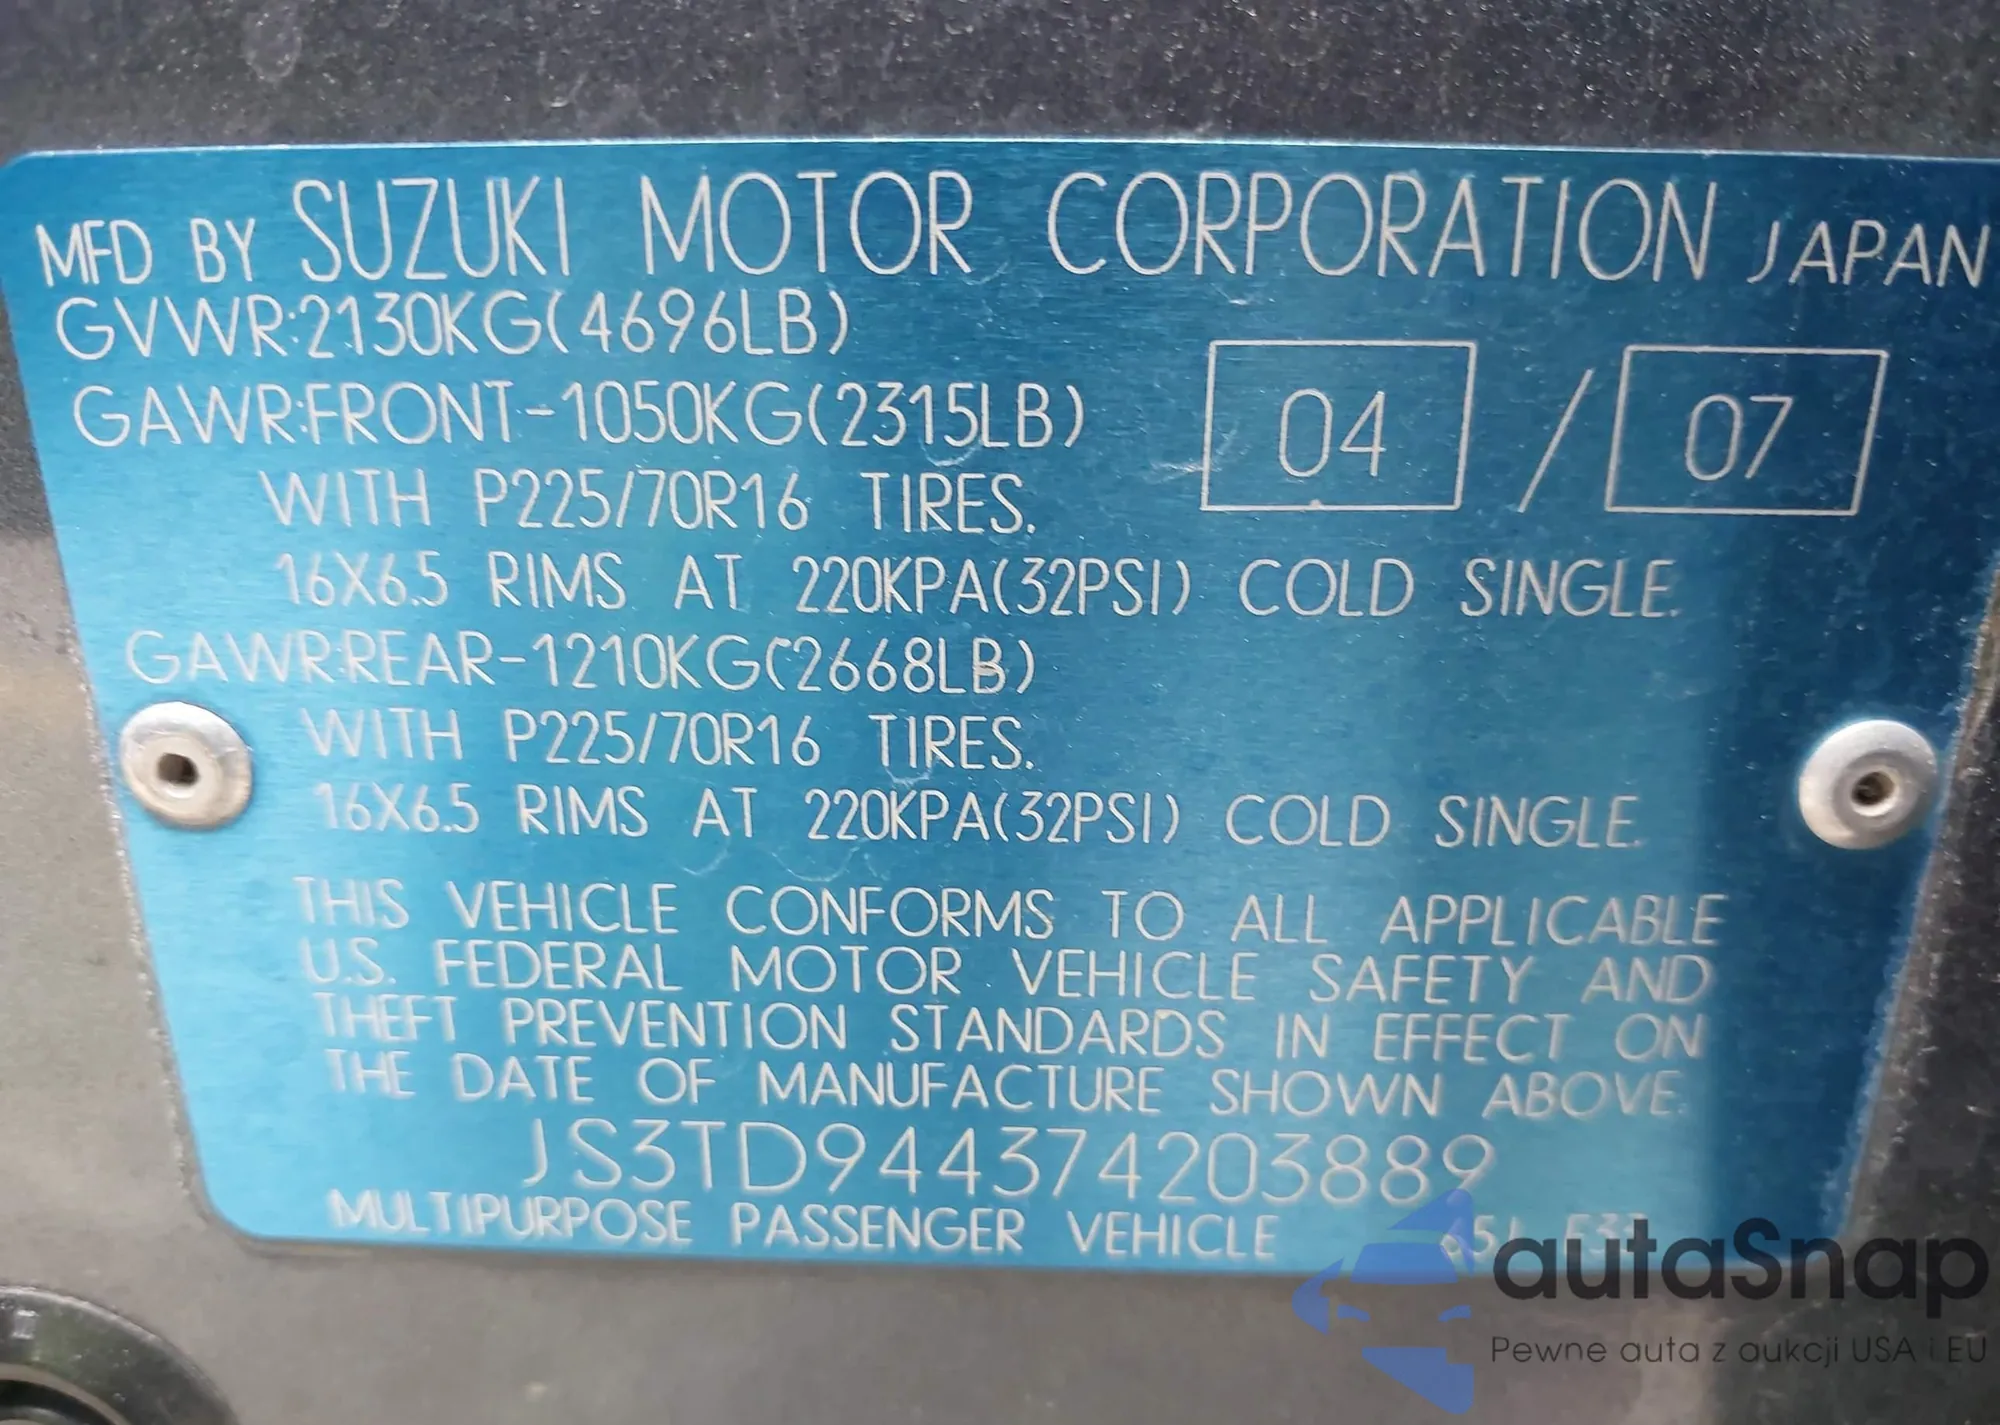 MFD BY SUZUKI MOTOR CORPORATION JAPAN
GVWR:2130KG(4696LB)
04 / 07
GAWR:FRONT-1050KG(2315LB)
WITH P225/70R16 TIRES.
16X6.5 RIMS AT 220KPA(32PSI) COLD SINGLE.
GAWR:REAR-1210KG(2668LB)
WITH P225/70R16 TIRES.
16X6.5 RIMS AT 220KPA(32PSI) COLD SINGLE.
THIS VEHICLE CONFORMS TO ALL APPLICABLE
U.S. FEDERAL MOTOR VEHICLE SAFETY AND
THEFT PREVENTION STANDARDS IN EFFECT ON
THE DATE OF MANUFACTURE SHOWN ABOVE.
JS3TD944374203889
MULTIPURPOSE PASSENGER VEHICLE
autaSnap
Pewne auta z aukcji USA i EU